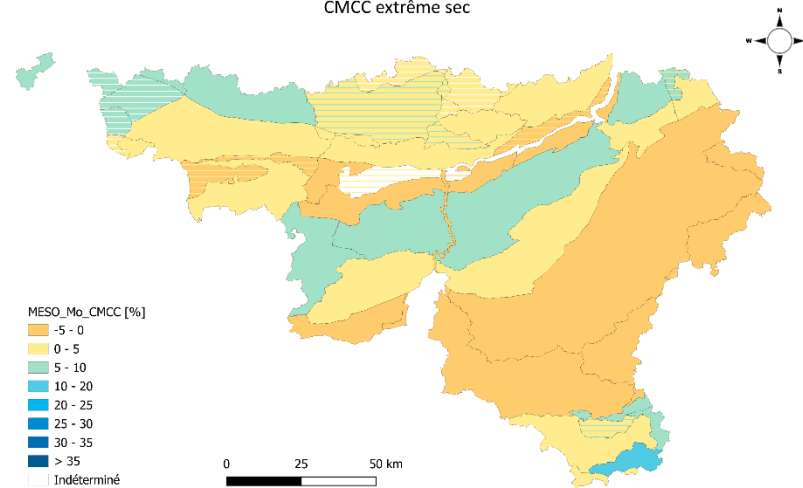 CMCC extrême sec
N
W
E
S
MESO_Mo_CMCC [%]
-5 - 0
0 - 5
5 - 10
10 - 20
20 - 25
25 - 30
30 - 35
> 35
Indéterminé
0 25 50 km